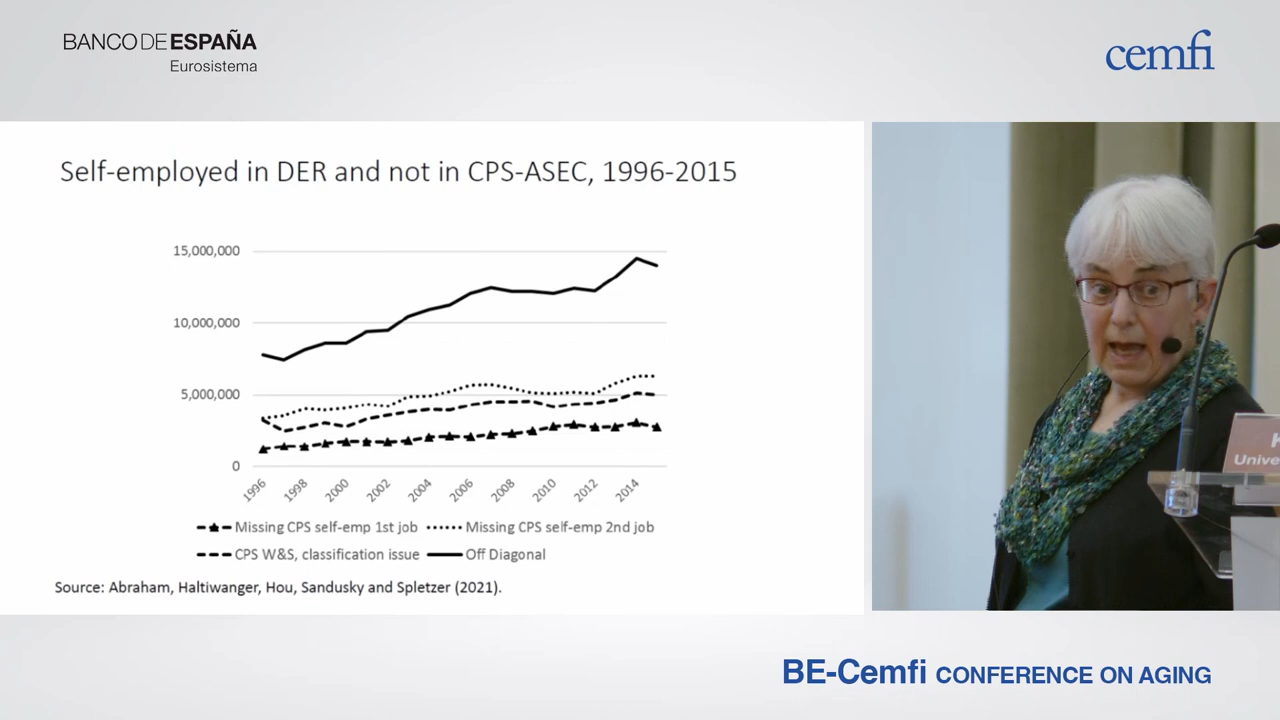 BANCO DE ESPAÑA
Eurosistema
cemfi
Self-employed in DER and not in CPS-ASEC, 1996-2015
15,000,000
10,000,000
5,000,000
0
1996
1998
2000
2002
2004
2006
2008
2010
2012
2014
Missing CPS self-emp 1st job
Missing CPS self-emp 2nd job
CPS W&S, classification issue
Off Diagonal
Source: Abraham, Haltiwanger, Hou, Sandusky and Spletzer (2021).
BE-Cemfi CONFERENCE ON AGING